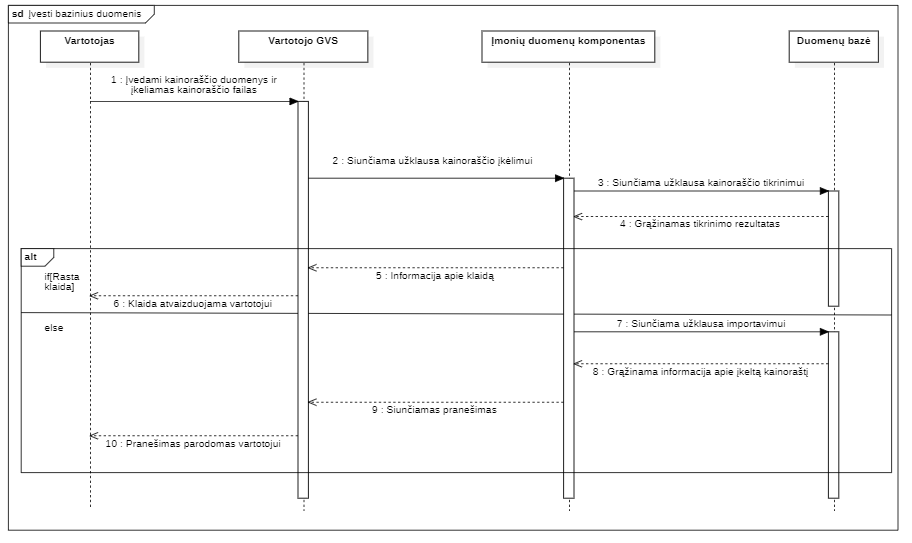 sd Įvesti bazinius duomenis
Vartotojas
Vartotojo GVS
Įmonių duomenų komponentas
Duomenų bazė
1 : Įvedami kainoraščio duomenys ir
įkeliamas kainoraščio failas
2 : Siunčiama užklausa kainoraščio įkėlimui
3 : Siunčiama užklausa kainoraščio tikrinimui
4 : Grąžinamas tikrinimo rezultatas
alt
if[Rasta
klaida]
5 : Informacija apie klaidą
6 : Klaida atvaizduojama vartotojui
else
7 : Siunčiama užklausa importavimui
8 : Grąžinama informacija apie įkeltą kainoraštį
9 : Siunčiamas pranešimas
10 : Pranešimas parodomas vartotojui